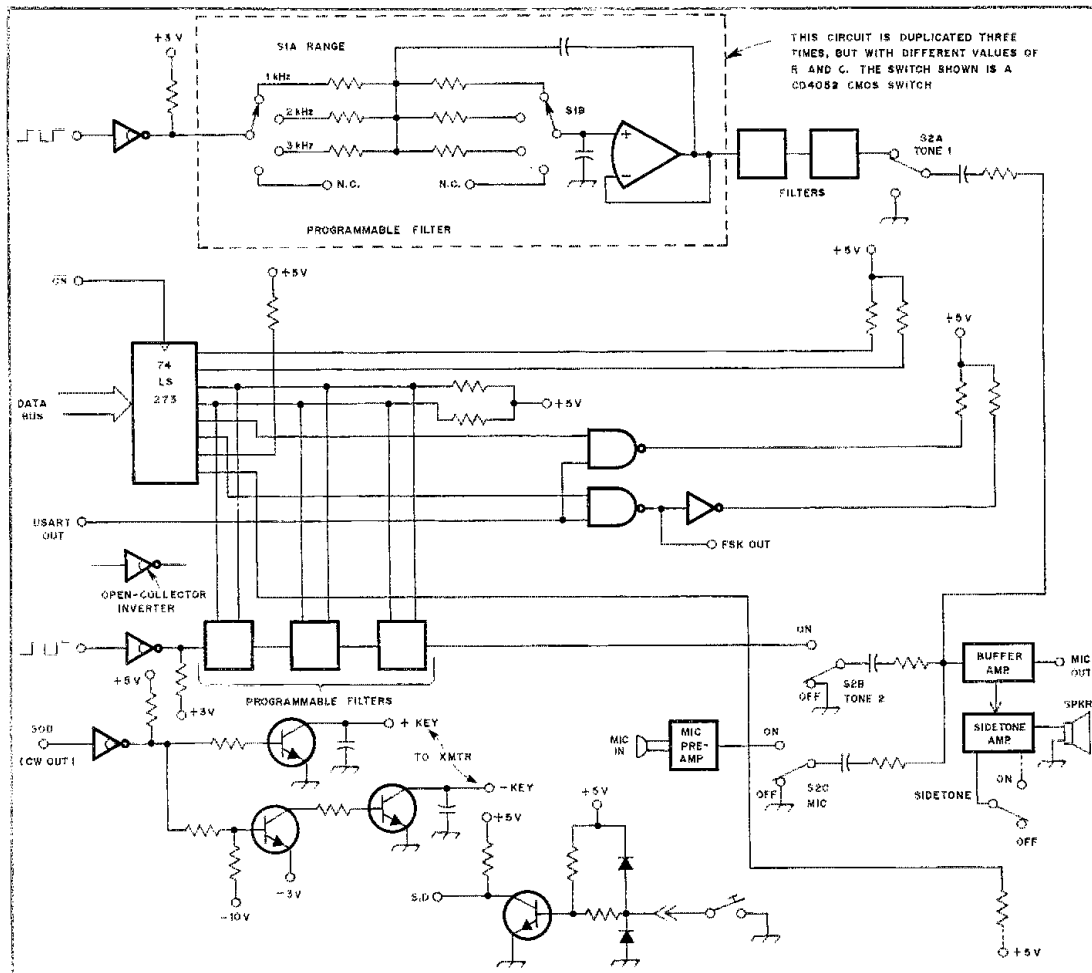 THIS CIRCUIT IS DUPLICATED THREE
TIMES, BUT WITH DIFFERENT VALUES OF
R AND C. THE SWITCH SHOWN IS A
CD4052 CMOS SWITCH
+3V
S1A RANGE
1 kHz
2 kHz
3 kHz
N.C.
N.C.
S1B
+
−
PROGRAMMABLE FILTER
FILTERS
S2A
TONE 1
CS
+5V
+5V
+5V
74
LS
273
DATA
BUS
+5V
USART
OUT
FSK OUT
OPEN-COLLECTOR
INVERTER
ON
+5V
+3V
PROGRAMMABLE FILTERS
OFF
S2B
TONE 2
BUFFER
AMP.
MIC
OUT
SPKR
SOD
(CW OUT)
+ KEY
TO XMTR
− KEY
MIC
IN
MIC
PRE-
AMP
ON
OFF
S2C
MIC
SIDETONE
AMP.
SIDETONE
ON
OFF
−3V
−10V
+5V
SID
+5V
+5V